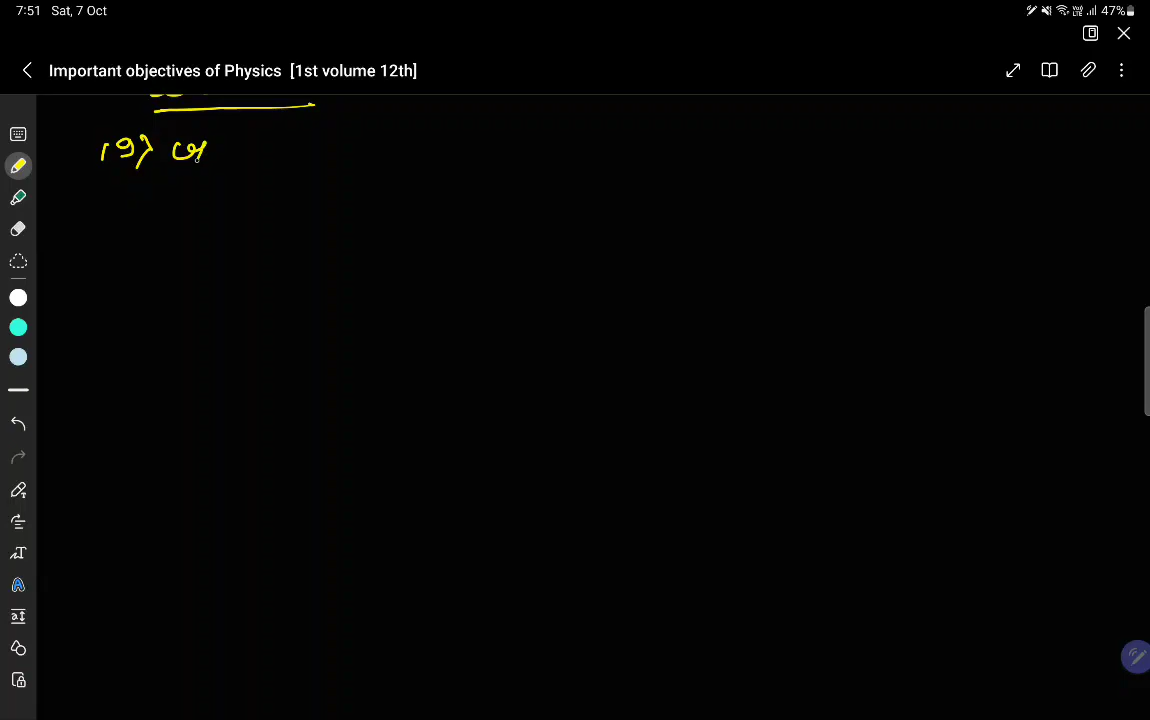 7:51 Sat, 7 Oct 47%
Important objectives of Physics [1st volume 12th]
19)